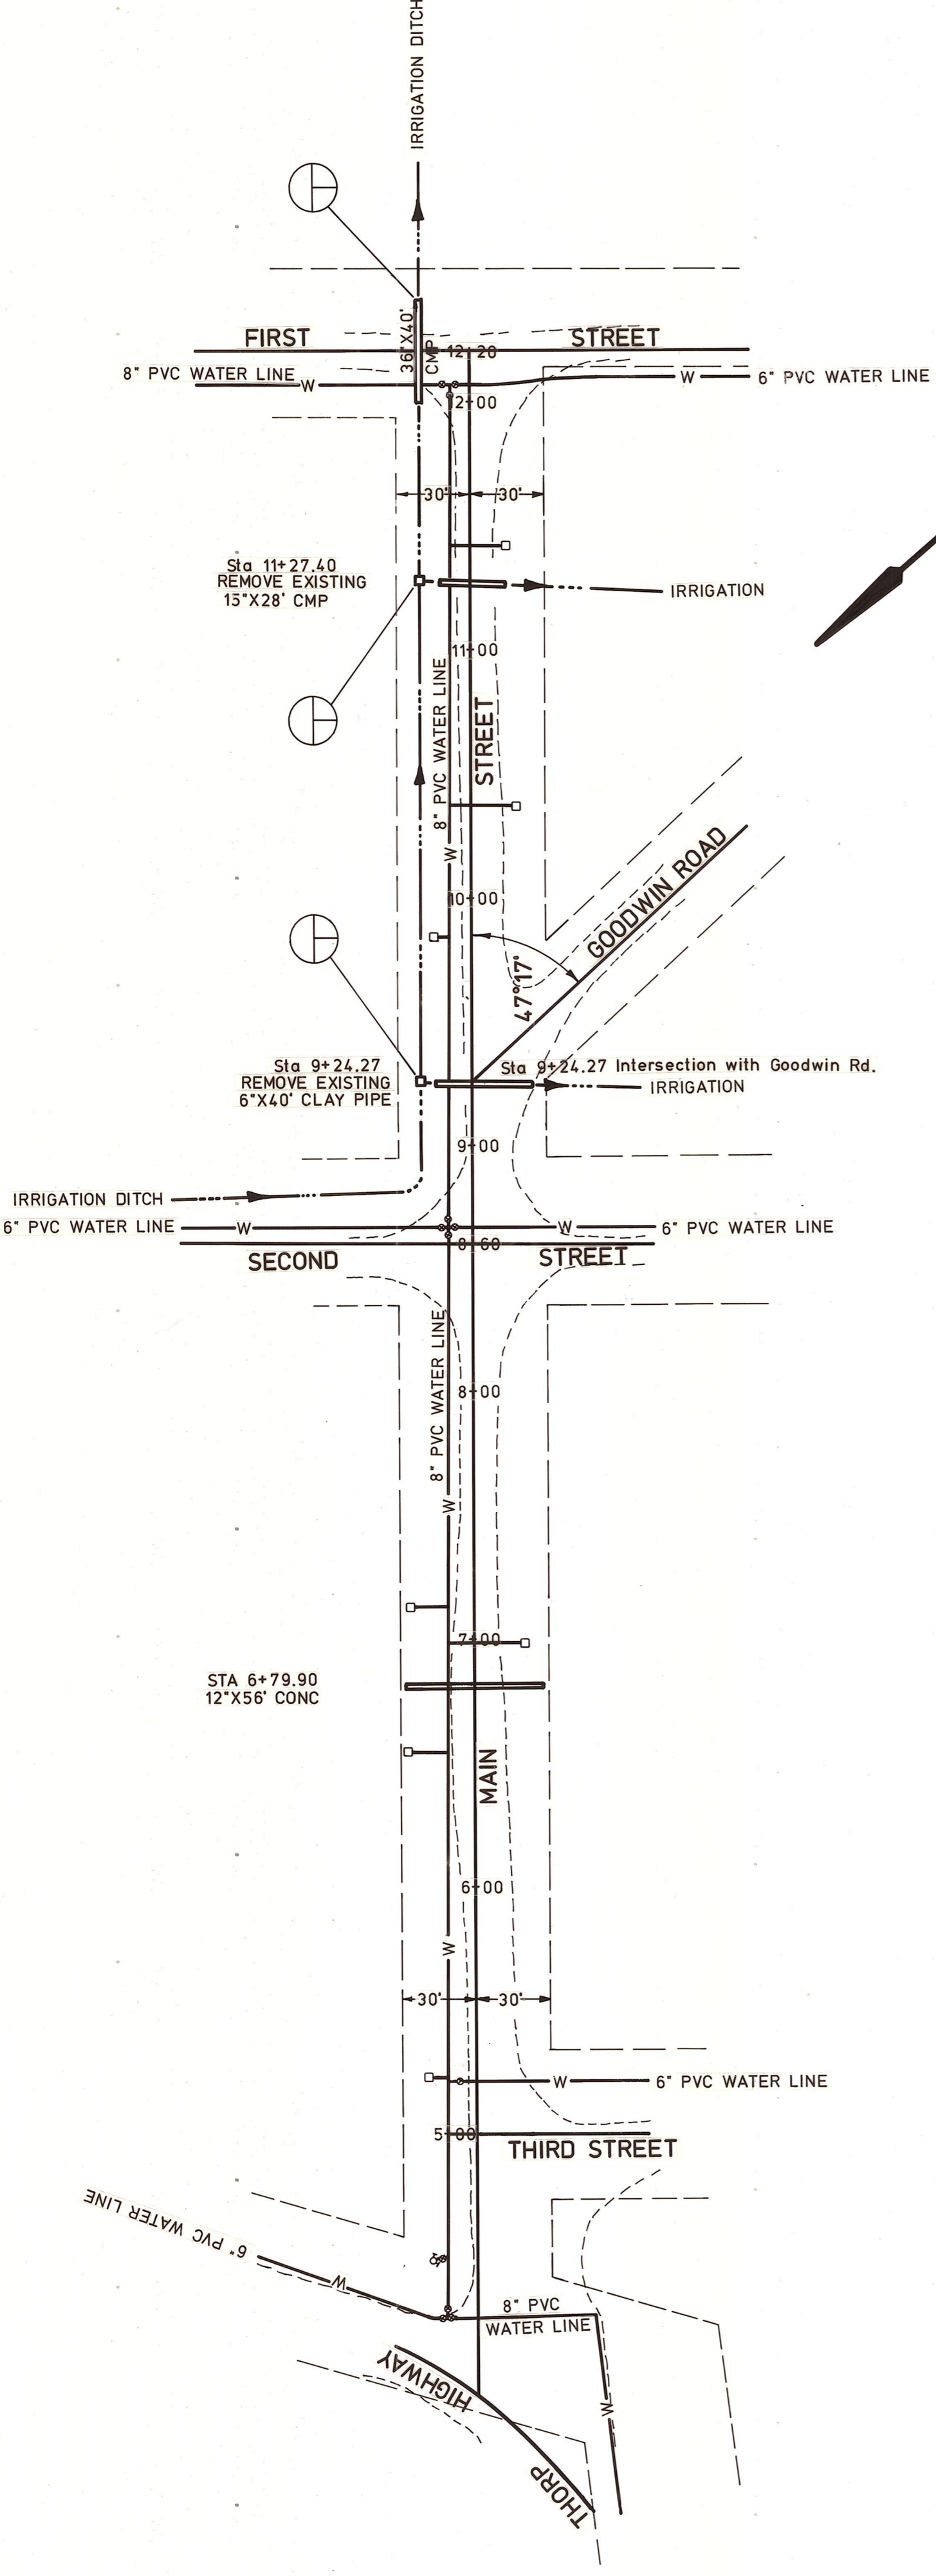 IRRIGATION DITCH
FIRST STREET
36"X40'
CMP
12+20
8" PVC WATER LINE
W
W
6" PVC WATER LINE
12+00
30' 30'
Sta 11+27.40
REMOVE EXISTING
15"X28' CMP
IRRIGATION
11+00
8" PVC WATER LINE
STREET
W
10+00
GOODWIN ROAD
47°17'
Sta 9+24.27
REMOVE EXISTING
6"X40' CLAY PIPE
Sta 9+24.27 Intersection with Goodwin Rd.
IRRIGATION
9+00
IRRIGATION DITCH
6" PVC WATER LINE
W
W
6" PVC WATER LINE
8+60
SECOND STREET
8" PVC WATER LINE
8+00
W
7+00
STA 6+79.90
12"X56' CONC
MAIN
6+00
W
30' 30'
W
6" PVC WATER LINE
5+00
THIRD STREET
6" PVC WATER LINE
W
8" PVC
WATER LINE
W
THORP HIGHWAY